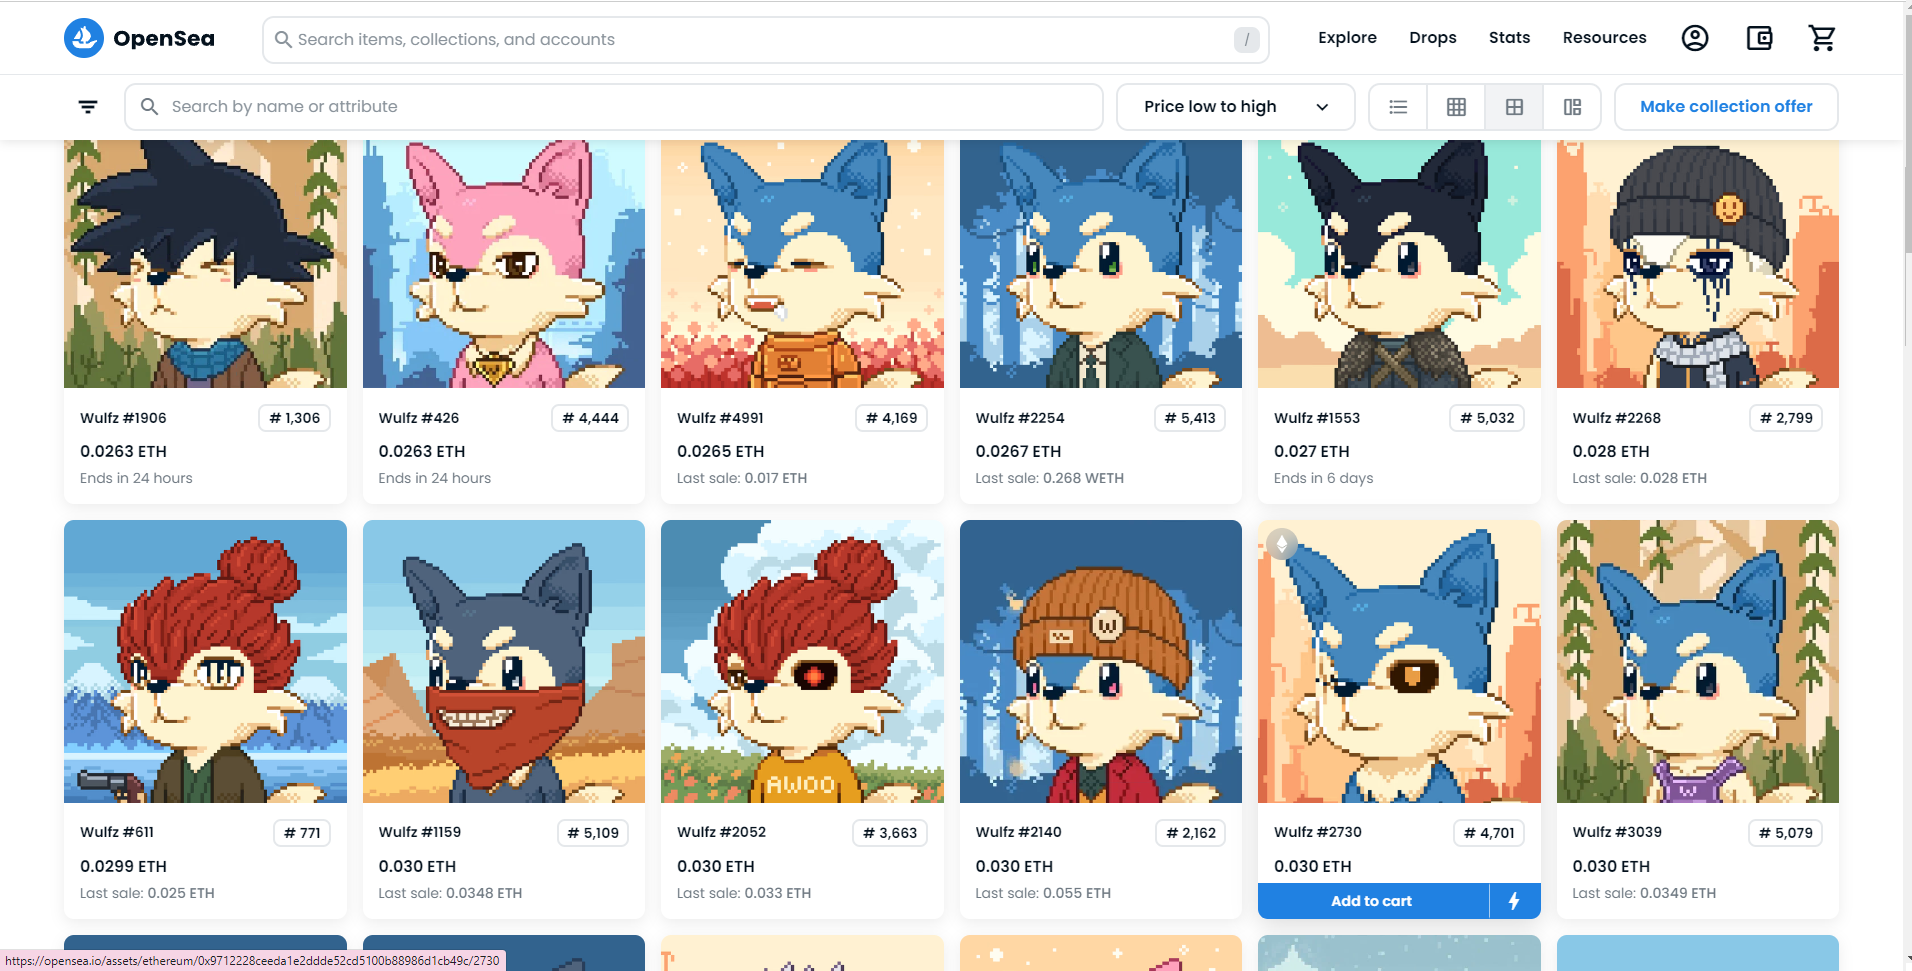 OpenSea
Search items, collections, and accounts
/
Explore
Drops
Stats
Resources
Search by name or attribute
Price low to high
Make collection offer
Wulfz #1906
# 1,306
0.0263 ETH
Ends in 24 hours
Wulfz #426
# 4,444
0.0263 ETH
Ends in 24 hours
Wulfz #4991
# 4,169
0.0265 ETH
Last sale: 0.017 ETH
Wulfz #2254
# 5,413
0.0267 ETH
Last sale: 0.268 WETH
Wulfz #1553
# 5,032
0.027 ETH
Ends in 6 days
Wulfz #2268
# 2,799
0.028 ETH
Last sale: 0.028 ETH
Wulfz #611
# 771
0.0299 ETH
Last sale: 0.025 ETH
Wulfz #1159
# 5,109
0.030 ETH
Last sale: 0.0348 ETH
AWOO
Wulfz #2052
# 3,663
0.030 ETH
Last sale: 0.033 ETH
W
Wulfz #2140
# 2,162
0.030 ETH
Last sale: 0.055 ETH
Wulfz #2730
# 4,701
0.030 ETH
Add to cart
W
Wulfz #3039
# 5,079
0.030 ETH
Last sale: 0.0349 ETH
https://opensea.io/assets/ethereum/0x9712228ceeda1e2ddde52cd5100b88986d1cb49c/2730